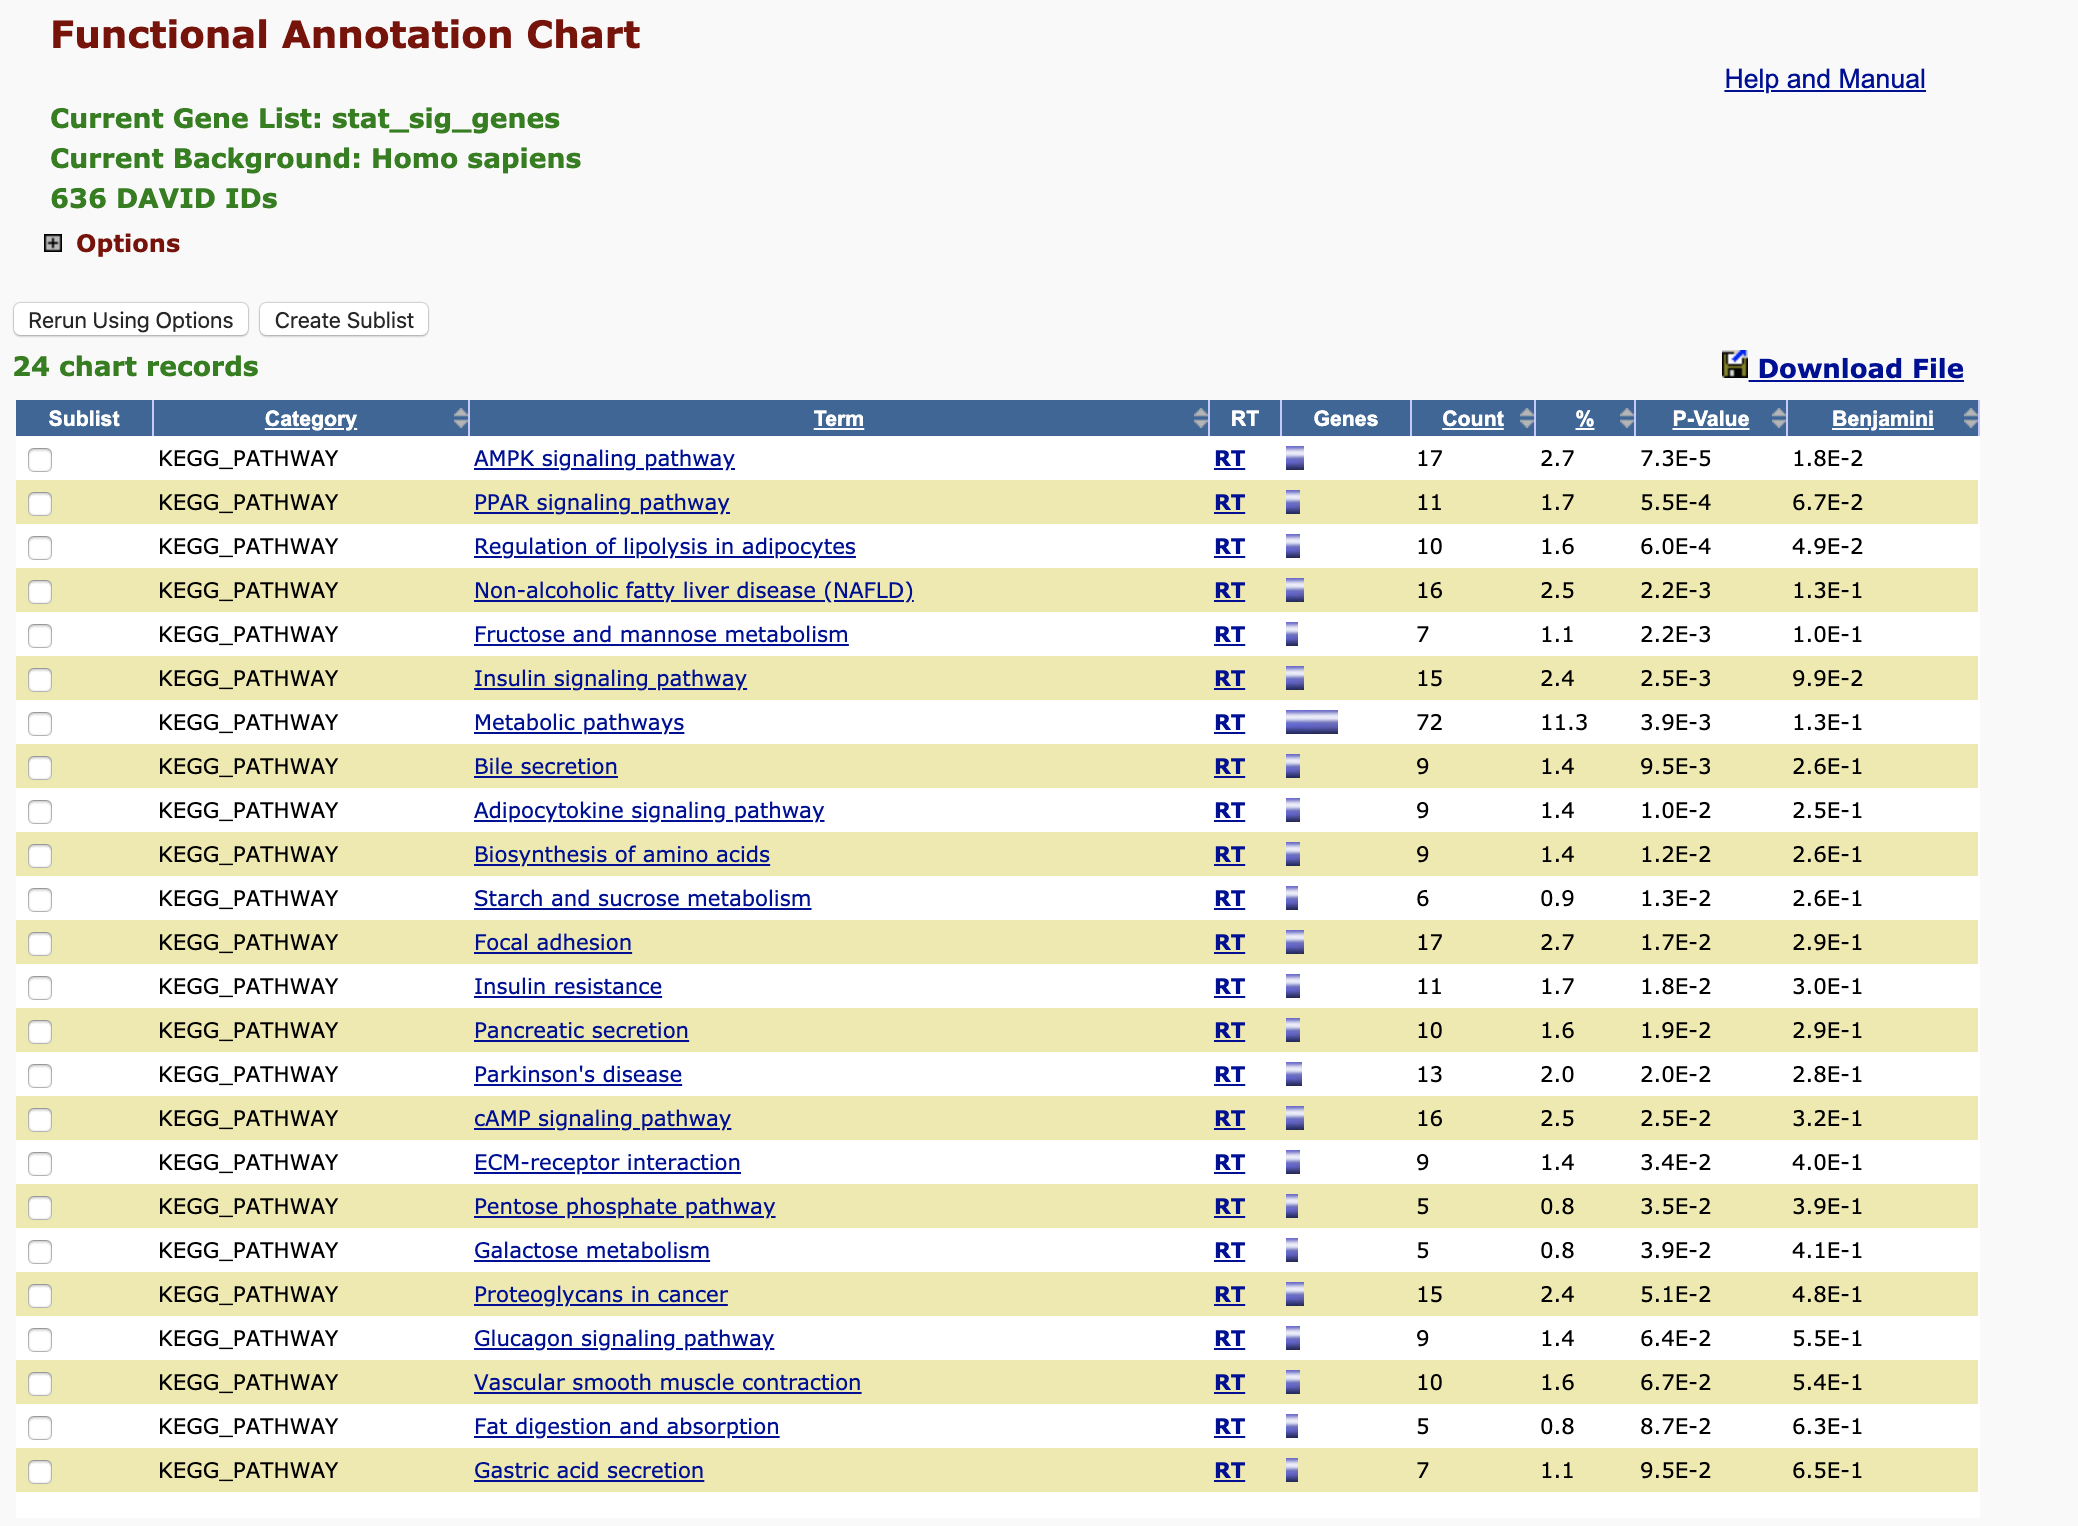 Functional Annotation Chart
Help and Manual
Current Gene List: stat_sig_genes
Current Background: Homo sapiens
636 DAVID IDs
Options
Rerun Using Options Create Sublist
24 chart records
Download File
Sublist Category Term RT Genes Count % P-Value Benjamini
KEGG_PATHWAY AMPK signaling pathway RT 17 2.7 7.3E-5 1.8E-2
KEGG_PATHWAY PPAR signaling pathway RT 11 1.7 5.5E-4 6.7E-2
KEGG_PATHWAY Regulation of lipolysis in adipocytes RT 10 1.6 6.0E-4 4.9E-2
KEGG_PATHWAY Non-alcoholic fatty liver disease (NAFLD) RT 16 2.5 2.2E-3 1.3E-1
KEGG_PATHWAY Fructose and mannose metabolism RT 7 1.1 2.2E-3 1.0E-1
KEGG_PATHWAY Insulin signaling pathway RT 15 2.4 2.5E-3 9.9E-2
KEGG_PATHWAY Metabolic pathways RT 72 11.3 3.9E-3 1.3E-1
KEGG_PATHWAY Bile secretion RT 9 1.4 9.5E-3 2.6E-1
KEGG_PATHWAY Adipocytokine signaling pathway RT 9 1.4 1.0E-2 2.5E-1
KEGG_PATHWAY Biosynthesis of amino acids RT 9 1.4 1.2E-2 2.6E-1
KEGG_PATHWAY Starch and sucrose metabolism RT 6 0.9 1.3E-2 2.6E-1
KEGG_PATHWAY Focal adhesion RT 17 2.7 1.7E-2 2.9E-1
KEGG_PATHWAY Insulin resistance RT 11 1.7 1.8E-2 3.0E-1
KEGG_PATHWAY Pancreatic secretion RT 10 1.6 1.9E-2 2.9E-1
KEGG_PATHWAY Parkinson's disease RT 13 2.0 2.0E-2 2.8E-1
KEGG_PATHWAY cAMP signaling pathway RT 16 2.5 2.5E-2 3.2E-1
KEGG_PATHWAY ECM-receptor interaction RT 9 1.4 3.4E-2 4.0E-1
KEGG_PATHWAY Pentose phosphate pathway RT 5 0.8 3.5E-2 3.9E-1
KEGG_PATHWAY Galactose metabolism RT 5 0.8 3.9E-2 4.1E-1
KEGG_PATHWAY Proteoglycans in cancer RT 15 2.4 5.1E-2 4.8E-1
KEGG_PATHWAY Glucagon signaling pathway RT 9 1.4 6.4E-2 5.5E-1
KEGG_PATHWAY Vascular smooth muscle contraction RT 10 1.6 6.7E-2 5.4E-1
KEGG_PATHWAY Fat digestion and absorption RT 5 0.8 8.7E-2 6.3E-1
KEGG_PATHWAY Gastric acid secretion RT 7 1.1 9.5E-2 6.5E-1